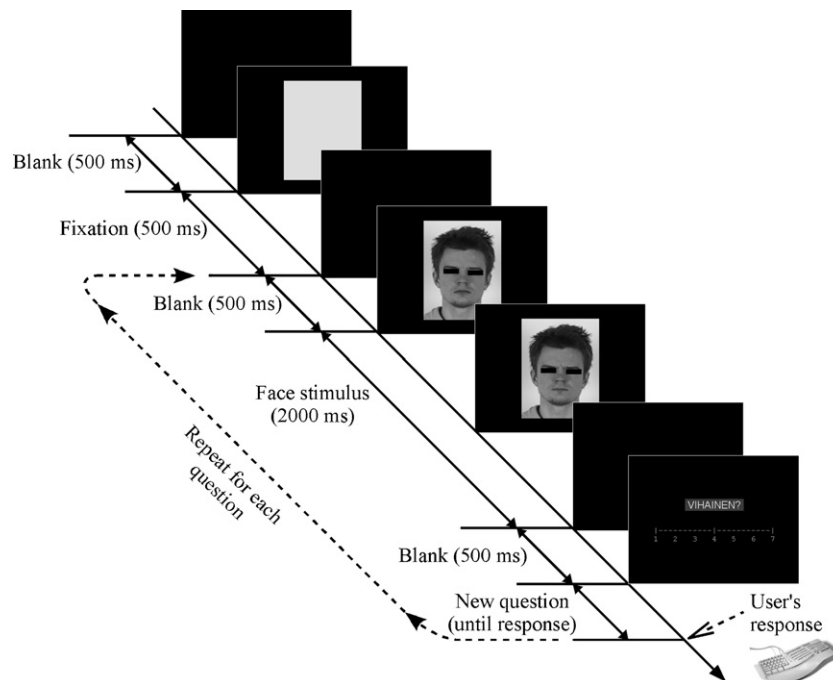 Blank (500 ms)
Fixation (500 ms)
Blank (500 ms)
Face stimulus
(2000 ms)
Repeat for each
question
Blank (500 ms)
New question
(until response)
VIHAINEN?
1 2 3 4 5 6 7
User's
response